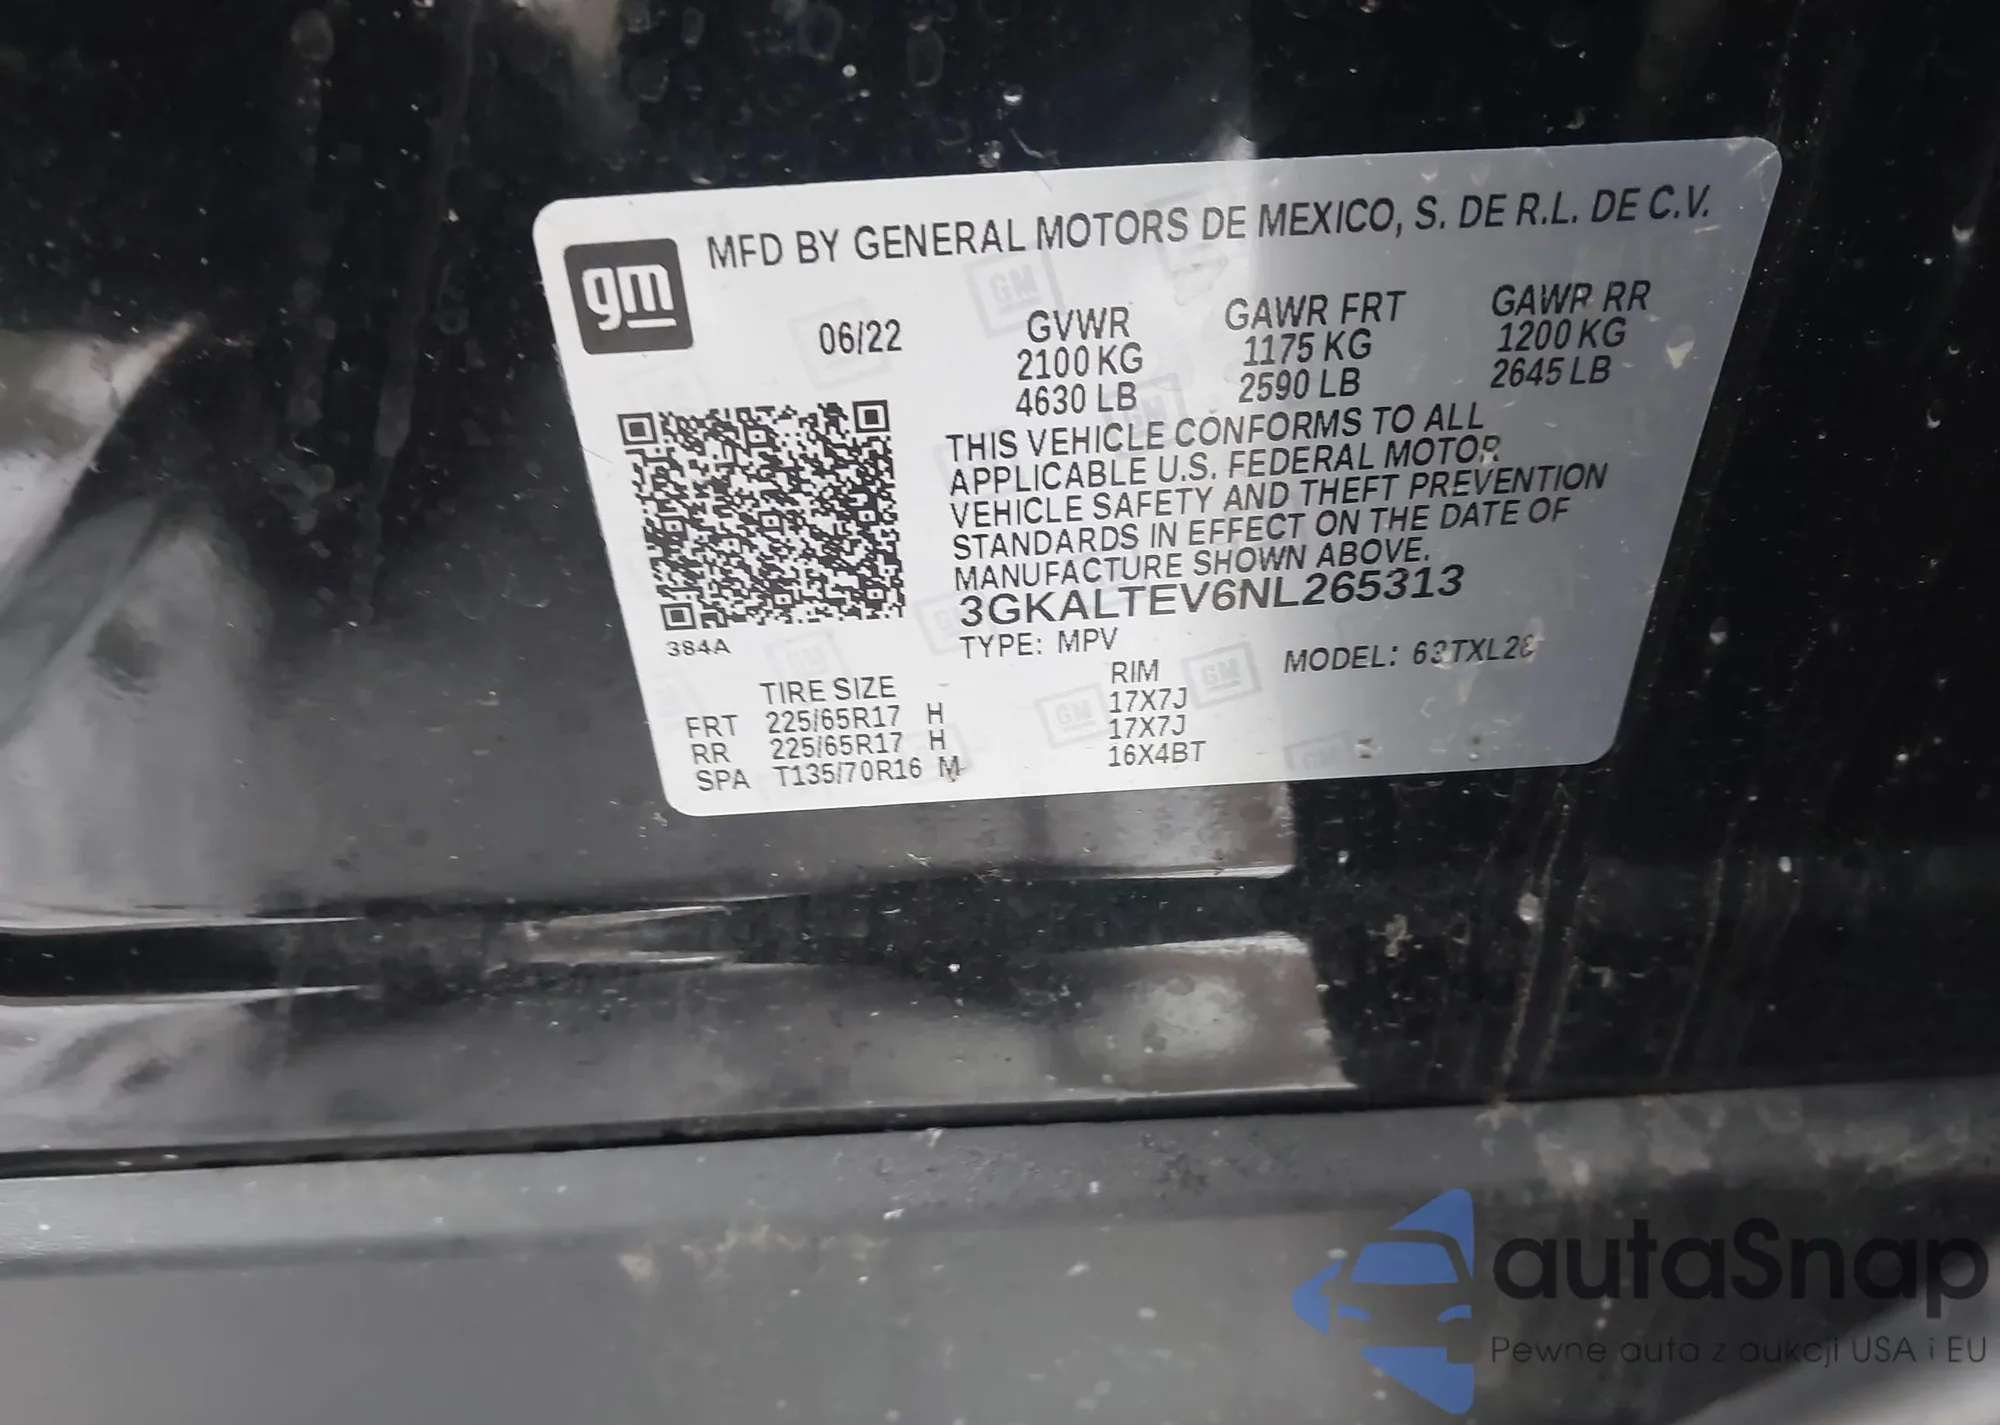 gm
MFD BY GENERAL MOTORS DE MEXICO, S. DE R.L. DE C.V.
06/22 GVWR GAWR FRT GAWR RR
2100 KG 1175 KG 1200 KG
4630 LB 2590 LB 2645 LB
THIS VEHICLE CONFORMS TO ALL
APPLICABLE U.S. FEDERAL MOTOR
VEHICLE SAFETY AND THEFT PREVENTION
STANDARDS IN EFFECT ON THE DATE OF
MANUFACTURE SHOWN ABOVE.
3GKALTEV6NL265313
384A
TYPE: MPV MODEL:
TIRE SIZE RIM
FRT 225/65R17 H 17X7J
RR 225/65R17 H 17X7J
SPA T135/70R16 M 16X4BT
autaSnap
Pewne auta z aukcji USA i EU